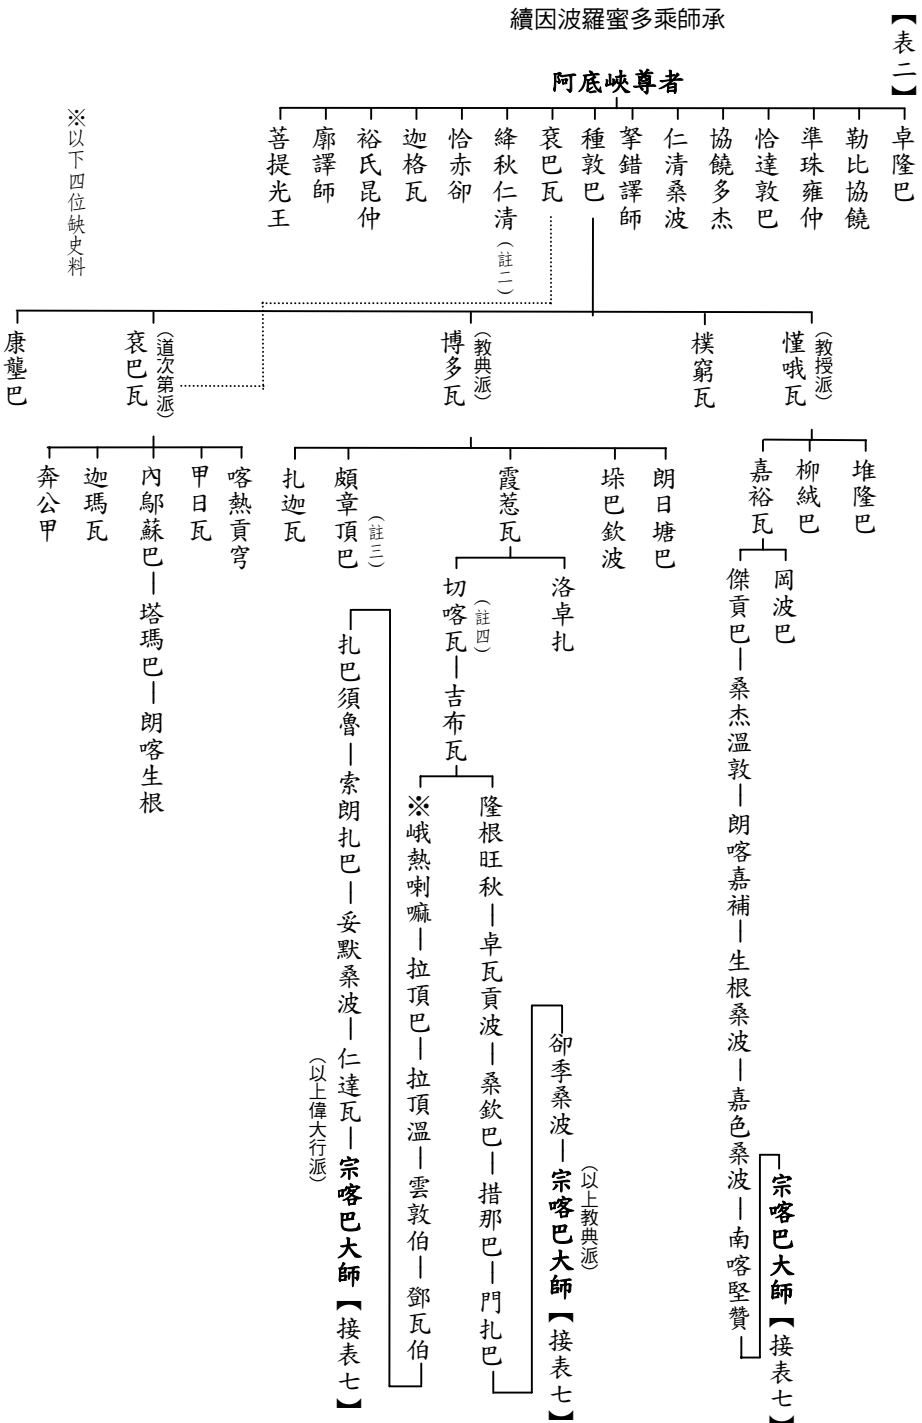 【表二】
續因波羅蜜多乘師承
阿底峽尊者
卓隆巴
勒比協饒
準珠雍仲
恰達敦巴
協饒多杰
仁清桑波
拏錯譯師
種敦巴
袞巴瓦
絳秋仁清(註二)
恰赤卻
迦格瓦
裕氏昆仲
廓譯師
菩提光王
※以下四位缺史料
(教授派)
慬哦瓦
樸窮瓦
(教典派)
博多瓦
(道次第派)
袞巴瓦
康壟巴
堆隆巴
柳絨巴
嘉裕瓦
朗日塘巴
垛巴欽波
霞惹瓦
頗章頂巴(註三)
扎迦瓦
喀熱貢穹
甲日瓦
內鄔蘇巴—塔瑪巴—朗喀生根
迦瑪瓦
奔公甲
岡波巴
傑貢巴—桑杰溫敦—朗喀嘉補—生根桑波—嘉色桑波—南喀堅贊
宗喀巴大師【接表七】
洛卓扎
切喀瓦(註四)—吉布瓦
隆根旺秋—卓瓦貢波—桑欽巴—措那巴—門扎巴
卻季桑波—宗喀巴大師【接表七】
(以上教典派)
※峨熱喇嘛—拉頂巴—拉頂溫—雲敦伯—鄧瓦伯
扎巴須魯—索朗扎巴—妥默桑波—仁達瓦—宗喀巴大師【接表七】
(以上偉大行派)